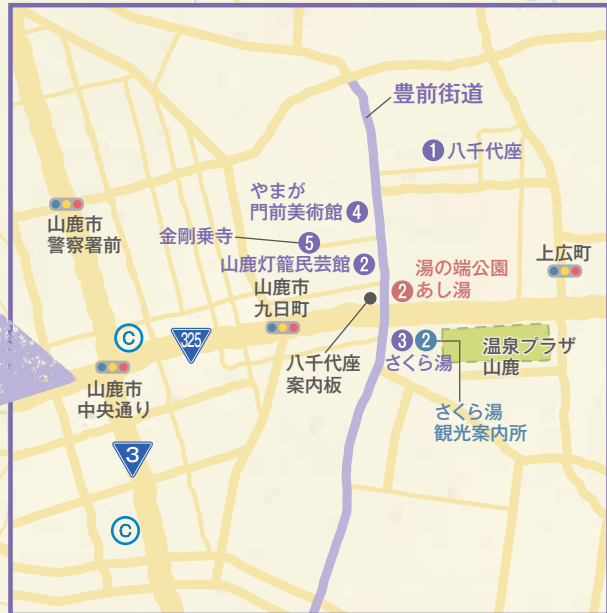 豊前街道
① 八千代座
やまが
門前美術館 ④
金剛乗寺
⑤
山鹿灯籠民芸館 ②
山鹿市
警察署前
上広町
湯の端公園
② あし湯
山鹿市
九日町
Ⓒ
325
八千代座
案内板
③ ②
さくら湯
温泉プラザ
山鹿
山鹿市
中央通り
さくら湯
観光案内所
3
Ⓒ